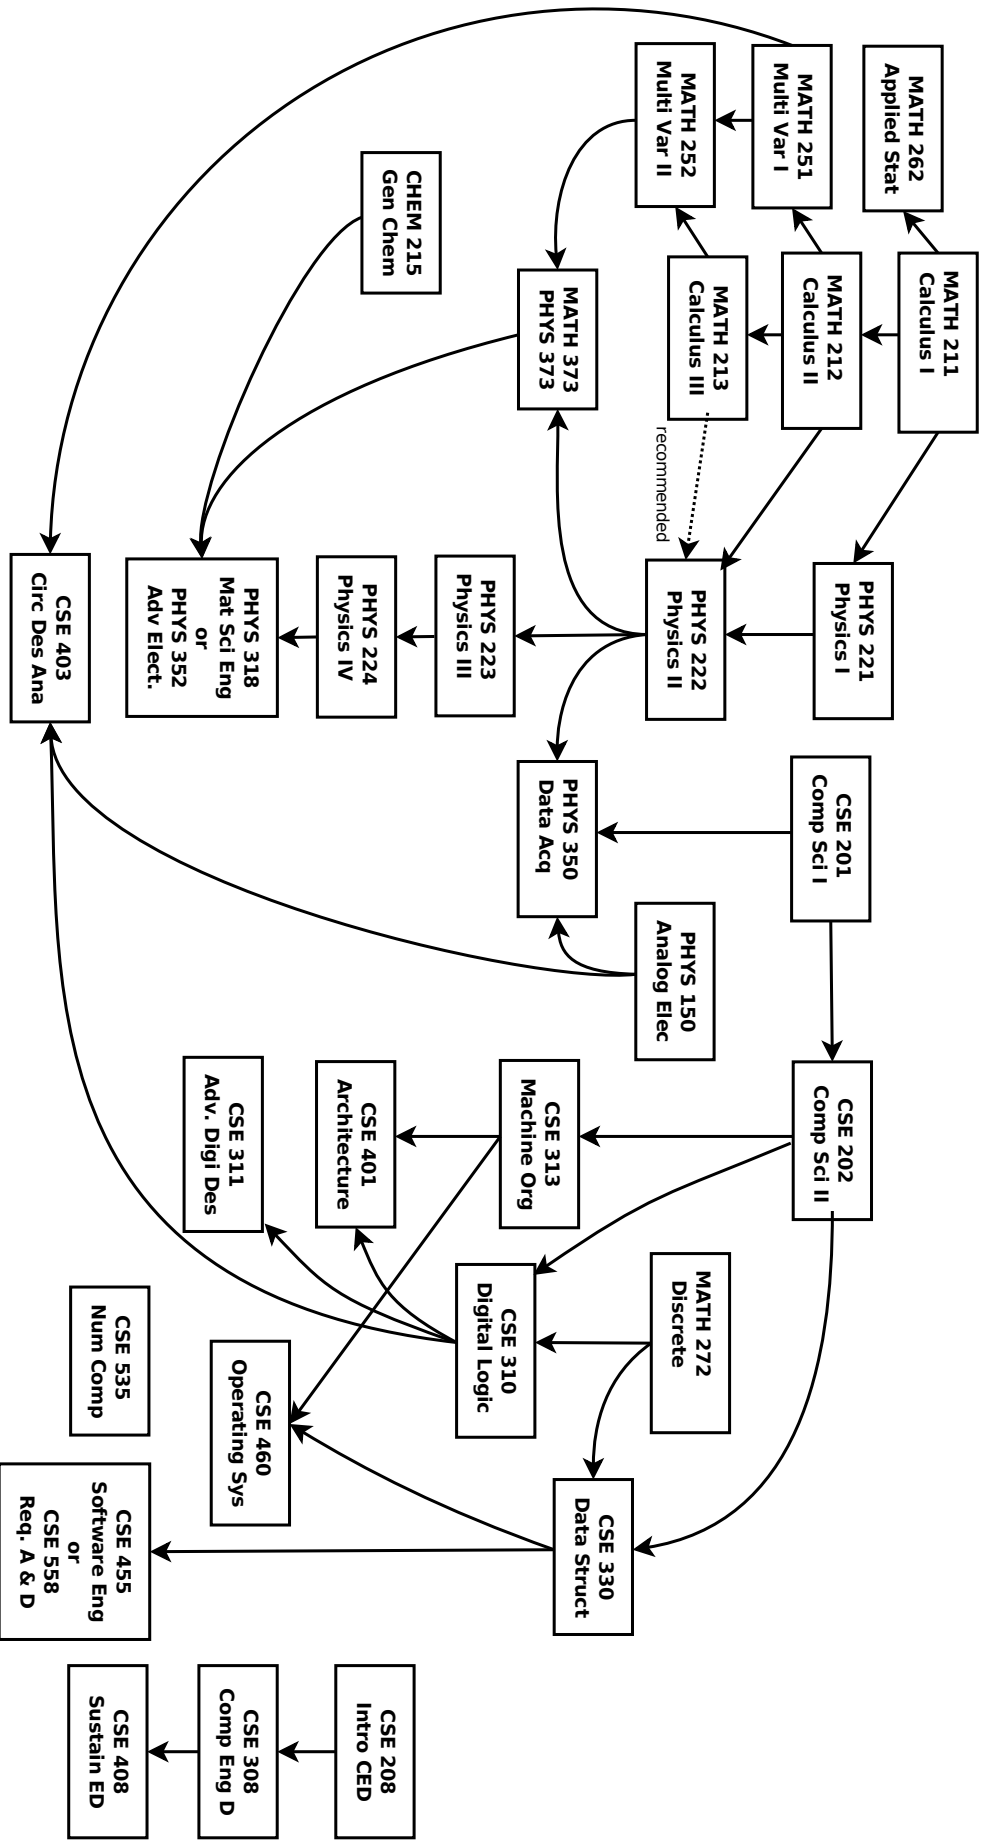 MATH 262
Applied Stat
MATH 211
Calculus I
MATH 251
Multi Var I
MATH 212
Calculus II
PHYS 221
Physics I
CSE 201
Comp Sci I
CSE 202
Comp Sci II
MATH 252
Multi Var II
MATH 213
Calculus III
recommended
PHYS 222
Physics II
PHYS 150
Analog Elec
MATH 272
Discrete
MATH 373
PHYS 373
PHYS 350
Data Acq
CSE 313
Machine Org
CSE 310
Digital Logic
CSE 330
Data Struct
CHEM 215
Gen Chem
PHYS 223
Physics III
PHYS 224
Physics IV
CSE 401
Architecture
CSE 208
Intro CED
PHYS 318
Mat Sci Eng
or
PHYS 352
Adv Elect.
CSE 311
Adv. Digi Des
CSE 460
Operating Sys
CSE 308
Comp Eng D
CSE 403
Circ Des Ana
CSE 535
Num Comp
CSE 455
Software Eng
or
CSE 558
Req. A & D
CSE 408
Sustain ED